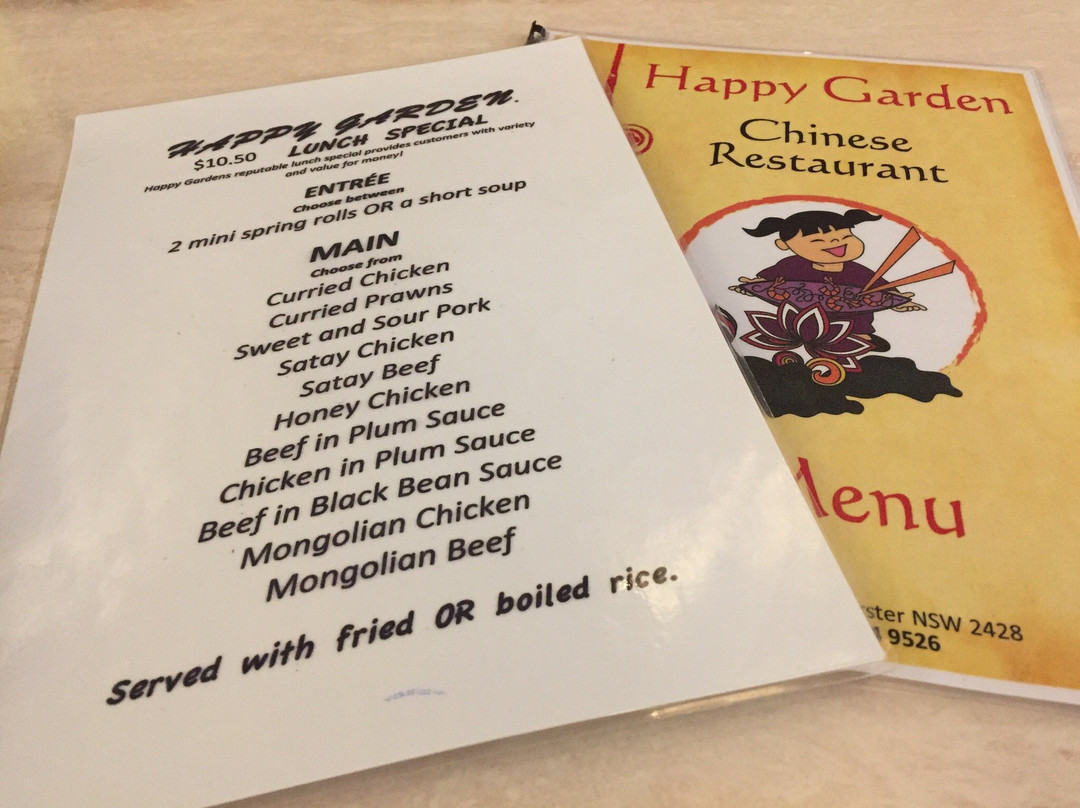 HAPPY GARDEN.
$10.50 LUNCH SPECIAL
Happy Gardens reputable lunch special provides customers with variety
and value for money!
ENTRÉE
Choose between
2 mini spring rolls OR a short soup
MAIN
Choose from
Curried Chicken
Curried Prawns
Sweet and Sour Pork
Satay Chicken
Satay Beef
Honey Chicken
Beef in Plum Sauce
Chicken in Plum Sauce
Beef in Black Bean Sauce
Mongolian Chicken
Mongolian Beef
Served with fried OR boiled rice.
Happy Garden
Chinese
Restaurant
Menu
NSW 2428
9526